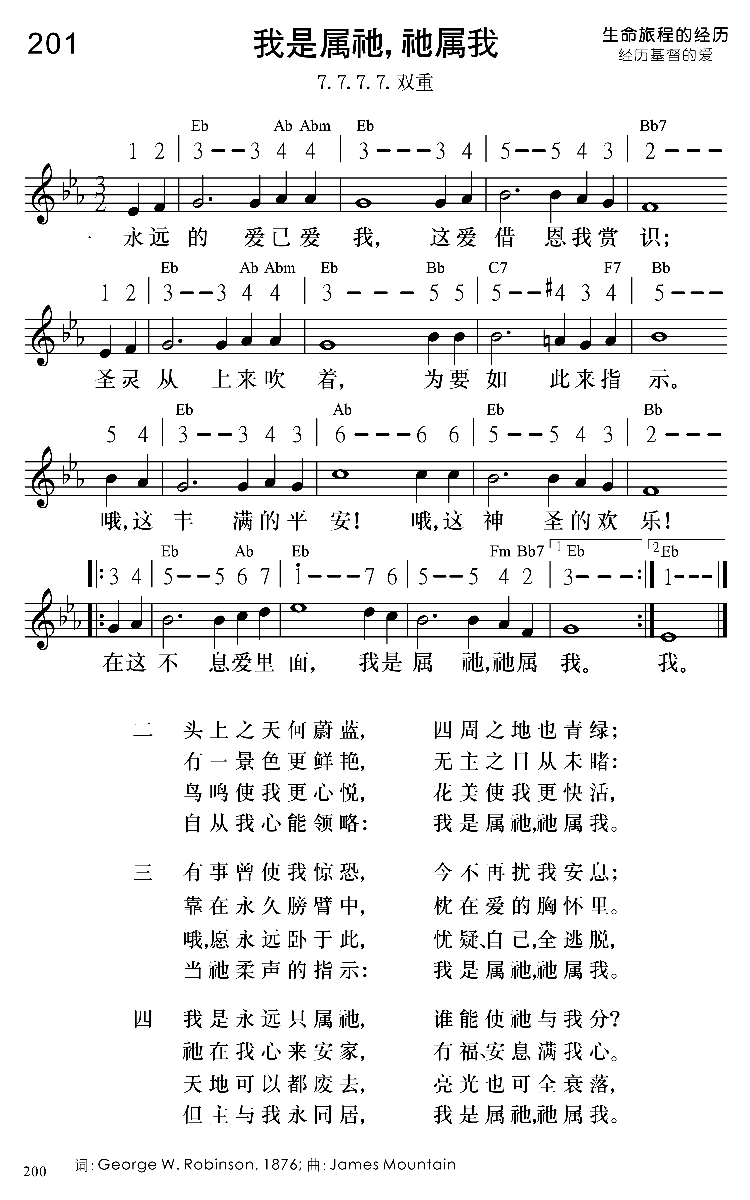 201
我是属祂, 祂属我
生命旅程的经历
经历基督的爱
7. 7. 7. 7. 双重
Eb Ab Abm Eb Bb7
1 2 | 3 - - 3 4 4 | 3 - - 3 4 | 5 - - 5 4 3 | 2 - - -
永远的 爱已爱 我, 这爱借 恩我赏 识;
Eb Ab Abm Eb Bb C7 F7 Bb
1 2 | 3 - - 3 4 4 | 3 - - 5 5 | 5 - - #4 3 4 | 5 - - -
圣灵从 上来吹 着, 为要如 此来指 示。
Eb Ab Eb Bb
5 4 | 3 - - 3 4 3 | 6 - - 6 6 | 5 - - 5 4 3 | 2 - - -
哦,这丰 满的平 安! 哦,这神 圣的欢 乐!
Eb Ab Eb Fm Bb7 1 Eb 2 Eb
‖: 3 4 | 5 - - 5 6 7 | i - - 7 6 | 5 - - 5 4 2 | 3 - - - :‖ 1 - - - |
在这不 息爱里 面, 我是属 祂,祂属 我。 我。
二 头上之天何蔚蓝, 四周之地也青绿;
有一景色更鲜艳, 无主之目从未睹:
鸟鸣使我更心悦, 花美使我更快活,
自从我心能领略: 我是属祂,祂属我。
三 有事曾使我惊恐, 今不再扰我安息;
靠在永久膀臂中, 枕在爱的胸怀里。
哦,愿永远卧于此, 忧疑、自己,全逃脱,
当祂柔声的指示: 我是属祂,祂属我。
四 我是永远只属祂, 谁能使祂与我分?
祂在我心来安家, 有福、安息满我心。
天地可以都废去, 亮光也可全衰落,
但主与我永同居, 我是属祂,祂属我。
200 词: George W. Robinson, 1876; 曲: James Mountain